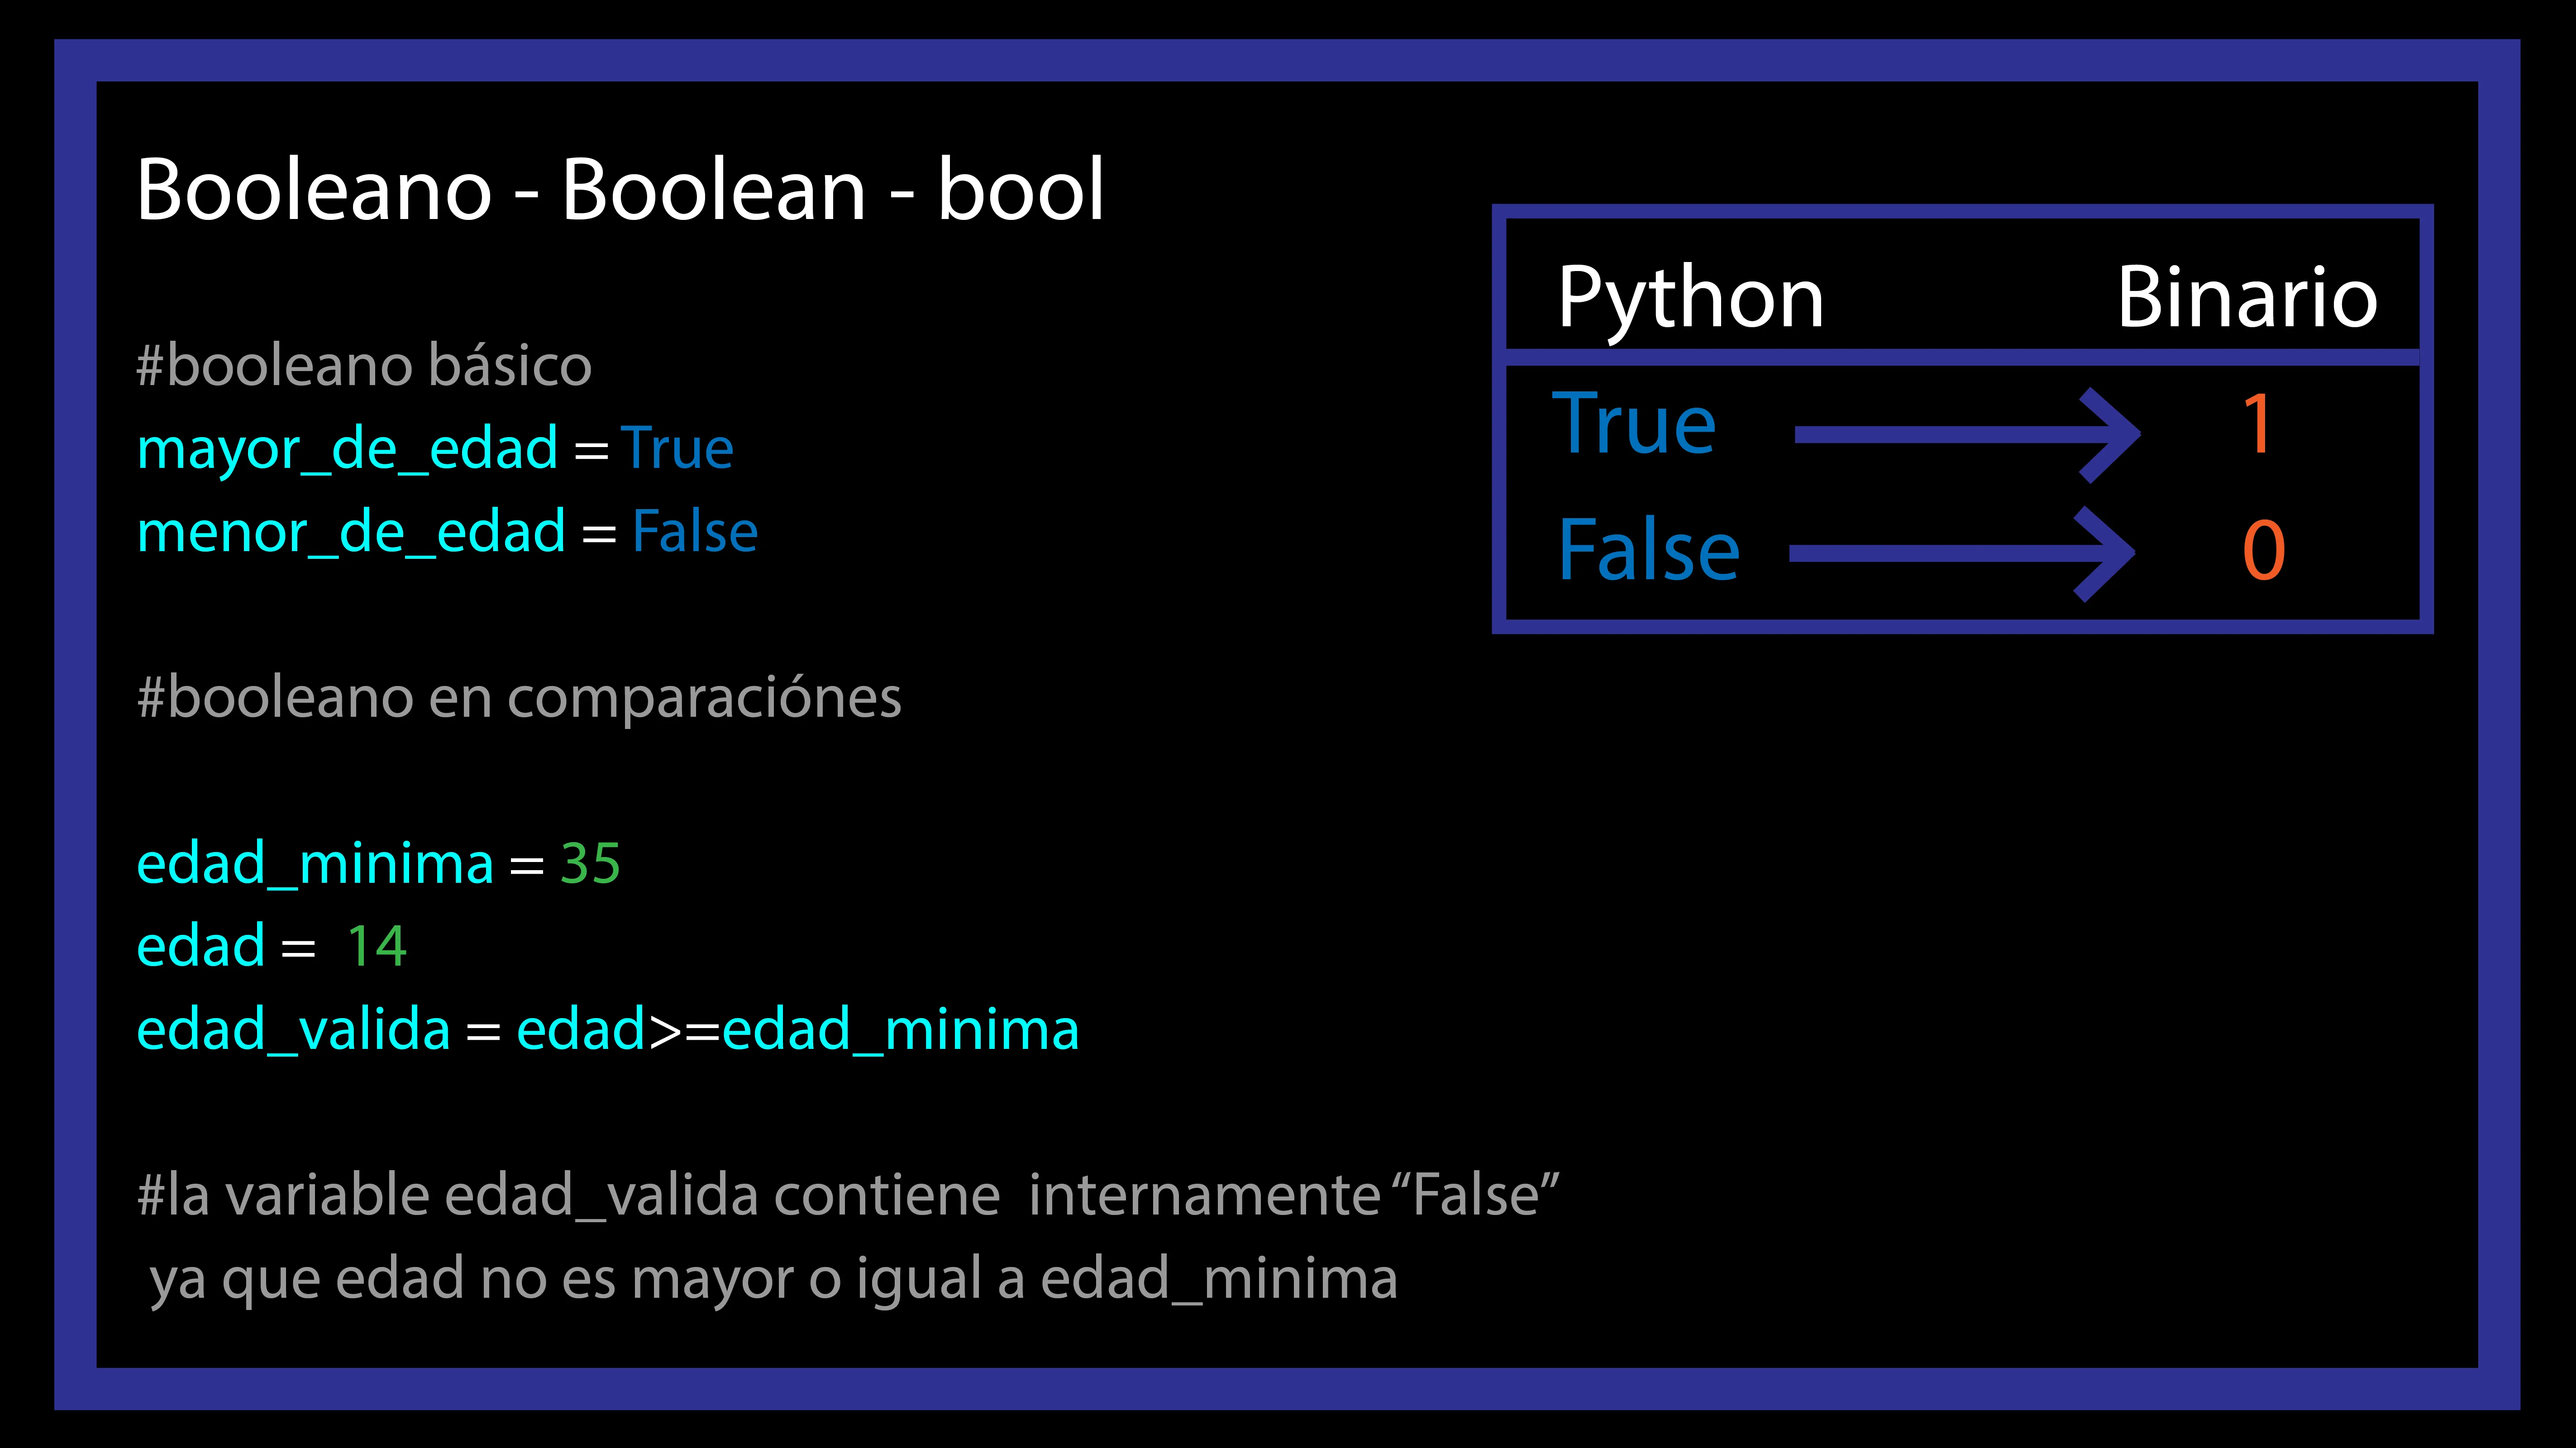 Booleano - Boolean - bool
#booleano básico
mayor_de_edad = True
menor_de_edad = False
#booleano en comparaciónes
edad_minima = 35
edad = 14
edad_valida = edad>=edad_minima
#la variable edad_valida contiene internamente “False”
ya que edad no es mayor o igual a edad_minima
Python Binario
True 1
False 0